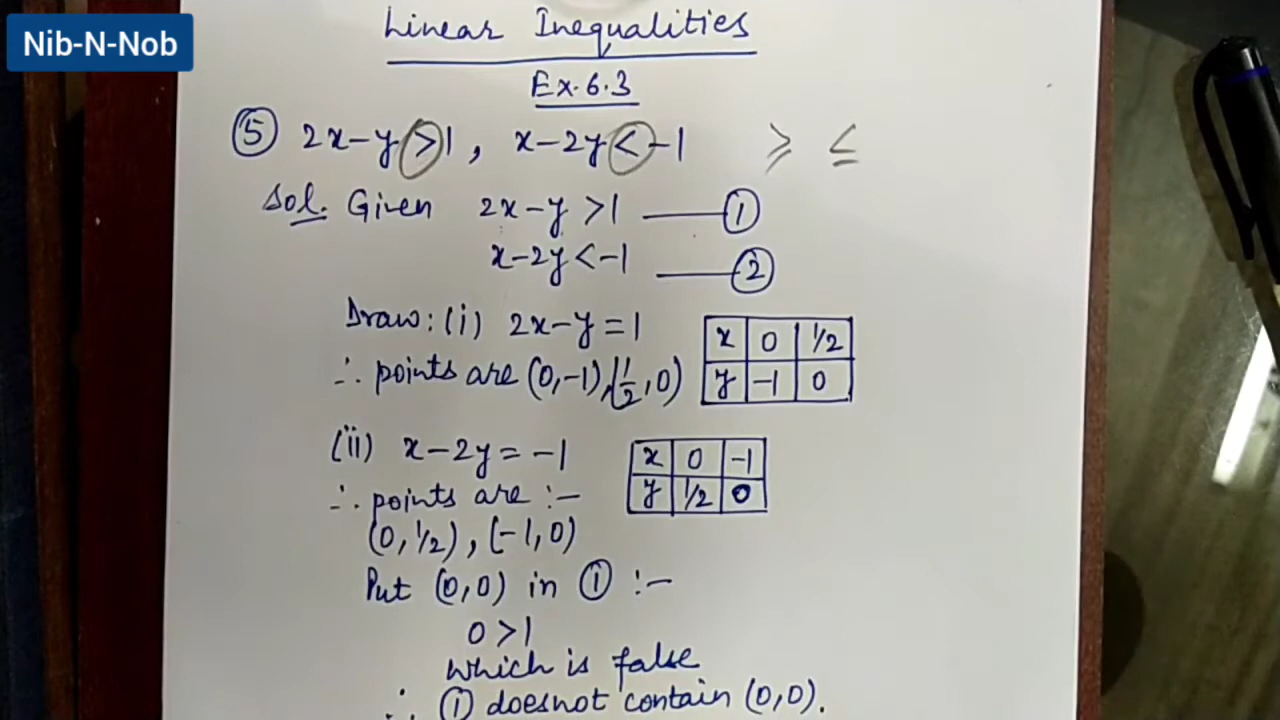 Nib-N-Nob
Linear Inequalities
Ex. 6.3
⑤ 2x-y>1, x-2y<-1 ≥ ≤
Sol. Given 2x-y>1 ——①
x-2y<-1 ——②
Draw: (i) 2x-y=1
x 0 1/2
y -1 0
∴ points are (0,-1),(1/2,0)
(ii) x-2y=-1
x 0 -1
y 1/2 0
∴ points are :-
(0,1/2), (-1,0)
Put (0,0) in ① :-
0>1
which is false
∴ ① doesnot contain (0,0).